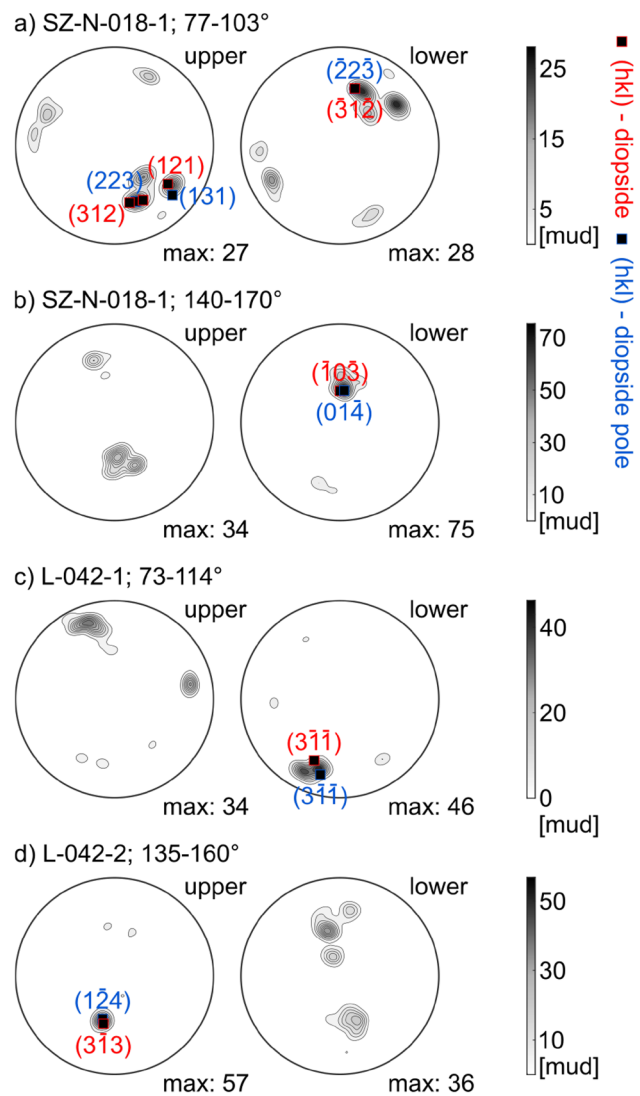 a) SZ-N-018-1; 77-103°
upper
lower
(2̄23̄)
(3̄12̄)
(121)
(223)
(131)
(312)
max: 27
max: 28
25
15
5
[mud]
(hkl) - diopside
(hkl) - diopside pole
b) SZ-N-018-1; 140-170°
upper
lower
(1̄03̄)
(014̄)
max: 34
max: 75
70
50
30
10
[mud]
c) L-042-1; 73-114°
upper
lower
(31̄1̄)
(31̄1̄)
max: 34
max: 46
40
20
0
[mud]
d) L-042-2; 135-160°
upper
lower
(12̄4)
(31̄3)
max: 57
max: 36
50
30
10
[mud]